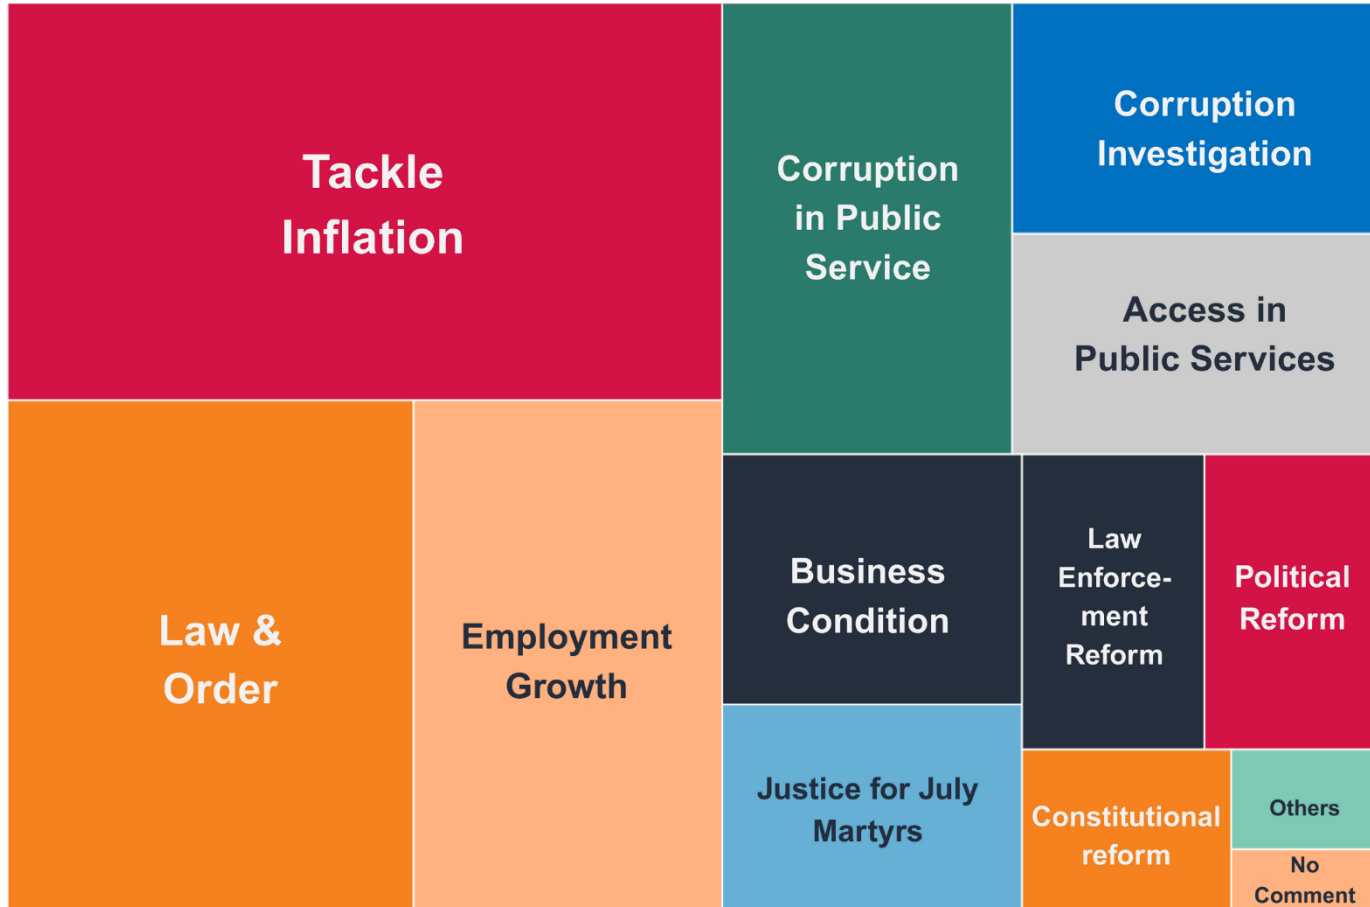 Tackle
Inflation
Corruption
in Public
Service
Corruption
Investigation
Access in
Public Services
Law &
Order
Employment
Growth
Business
Condition
Law
Enforce-
ment
Reform
Political
Reform
Justice for July
Martyrs
Constitutional
reform
Others
No
Comment